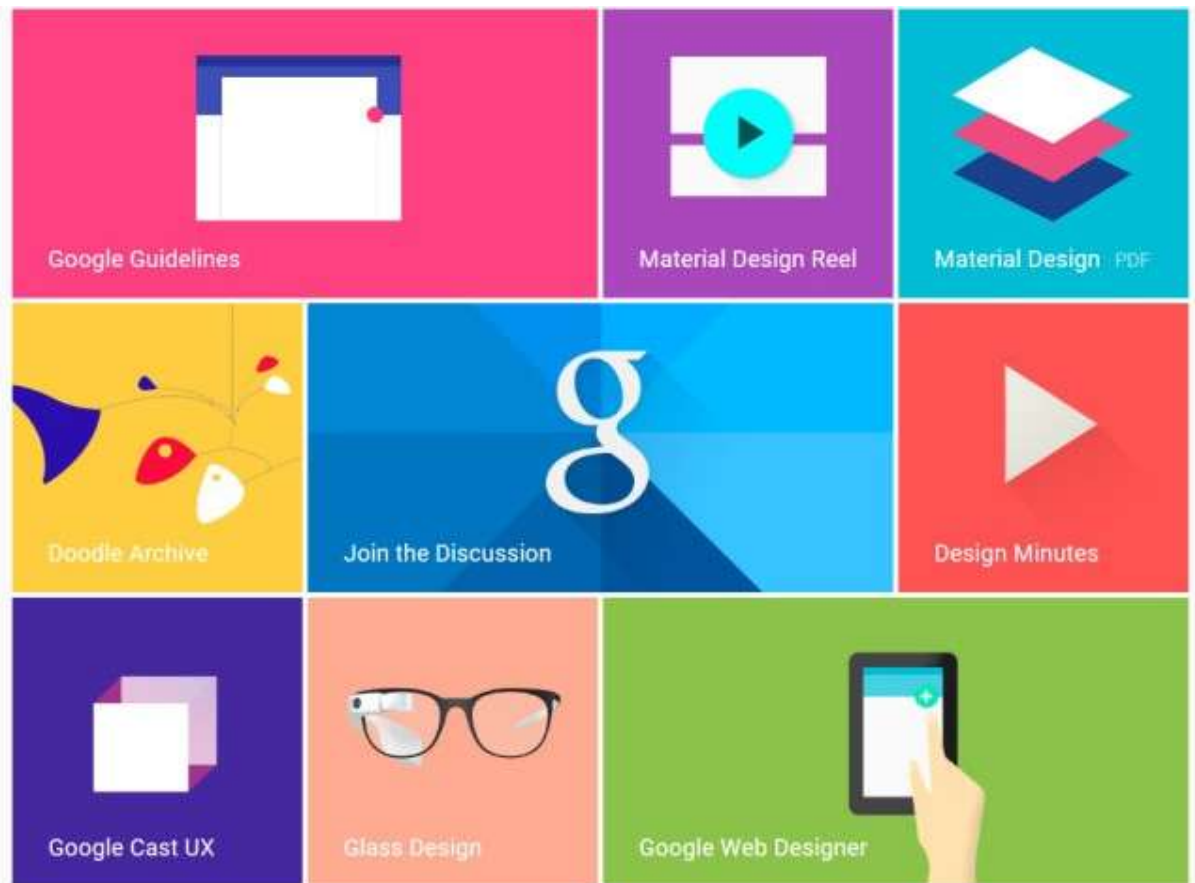 Google Guidelines
Material Design Reel
Material Design PDF
Doodle Archive
g
Join the Discussion
Design Minutes
Google Cast UX
Glass Design
Google Web Designer